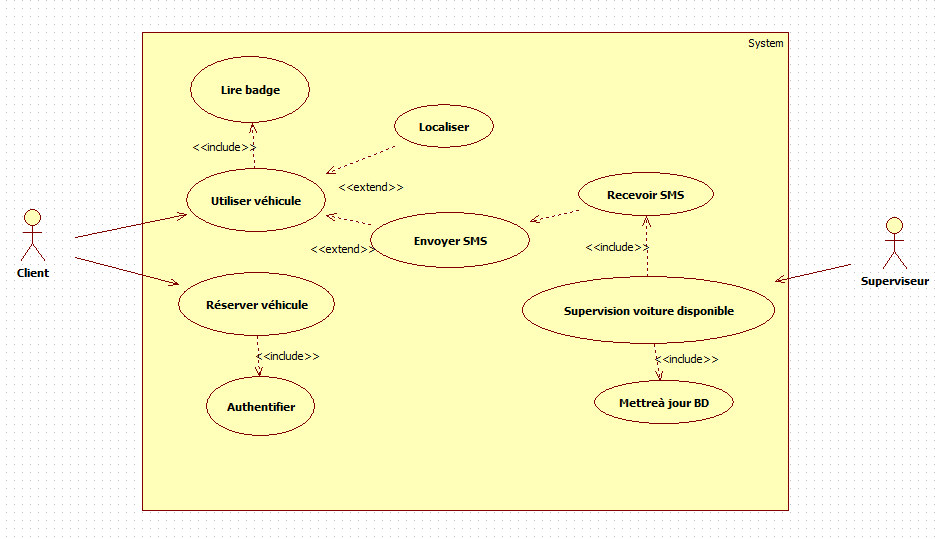 System
Lire badge
Localiser
<<include>>
<<extend>>
Recevoir SMS
Utiliser véhicule
Envoyer SMS
<<extend>>
<<include>>
Client
Superviseur
Réserver véhicule
Supervision voiture disponible
<<include>>
<<include>>
Authentifier
Mettreà jour BD